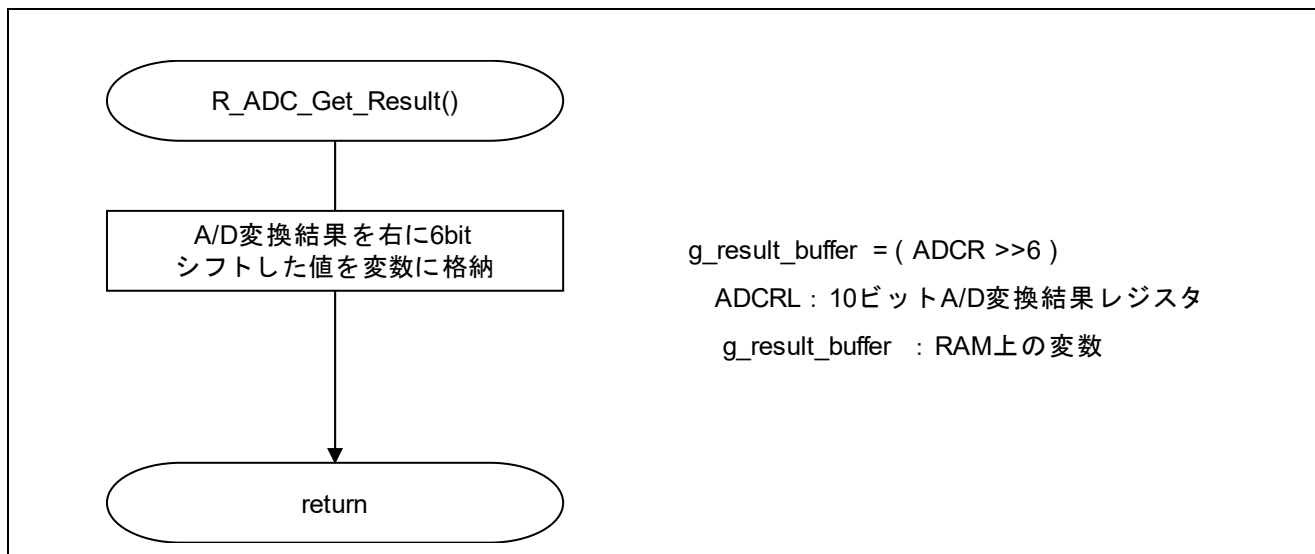 R_ADC_Get_Result()
A/D変換結果を右に6bit
シフトした値を変数に格納
g_result_buffer = ( ADCR >>6 )
ADCRL : 10ビットA/D変換結果レジスタ
g_result_buffer : RAM上の変数
return